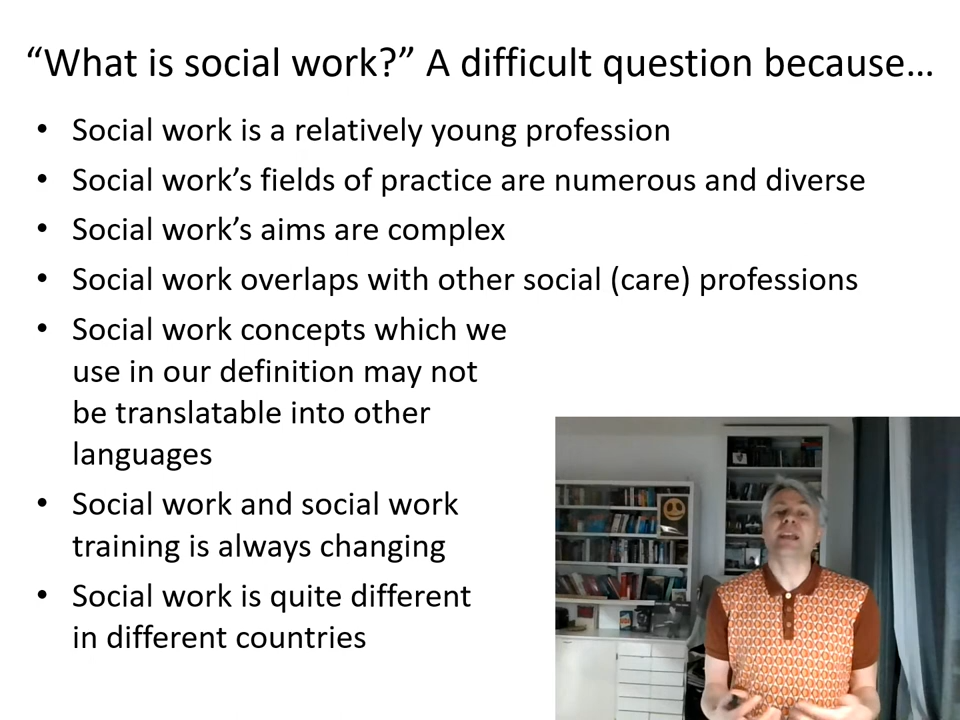 “What is social work?” A difficult question because…
• Social work is a relatively young profession
• Social work’s fields of practice are numerous and diverse
• Social work’s aims are complex
• Social work overlaps with other social (care) professions
• Social work concepts which we
use in our definition may not
be translatable into other
languages
• Social work and social work
training is always changing
• Social work is quite different
in different countries